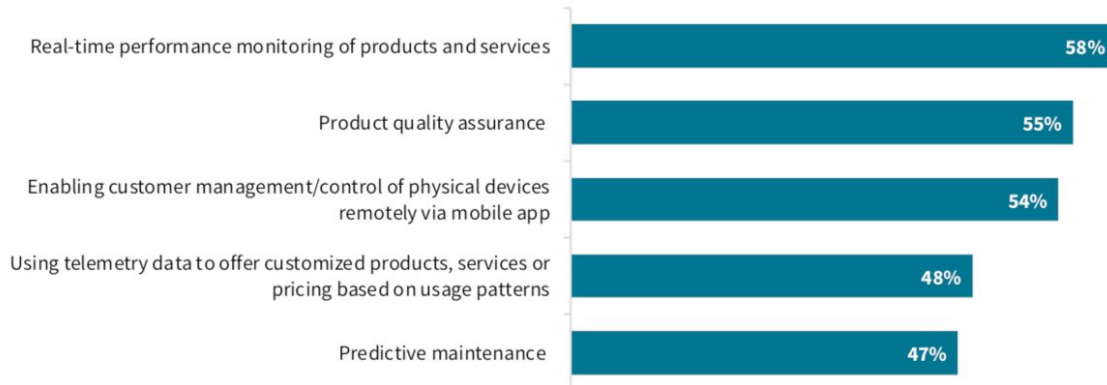 Real-time performance monitoring of products and services
58%
Product quality assurance
55%
Enabling customer management/control of physical devices
remotely via mobile app
54%
Using telemetry data to offer customized products, services or
pricing based on usage patterns
48%
Predictive maintenance
47%